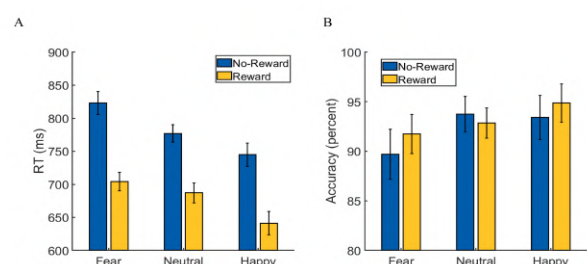 A
900
850
800
750
700
650
600
RT (ms)
No-Reward
Reward
Fear
Neutral
Happy
B
100
95
90
85
80
Accuracy (percent)
No-Reward
Reward
Fear
Neutral
Happy